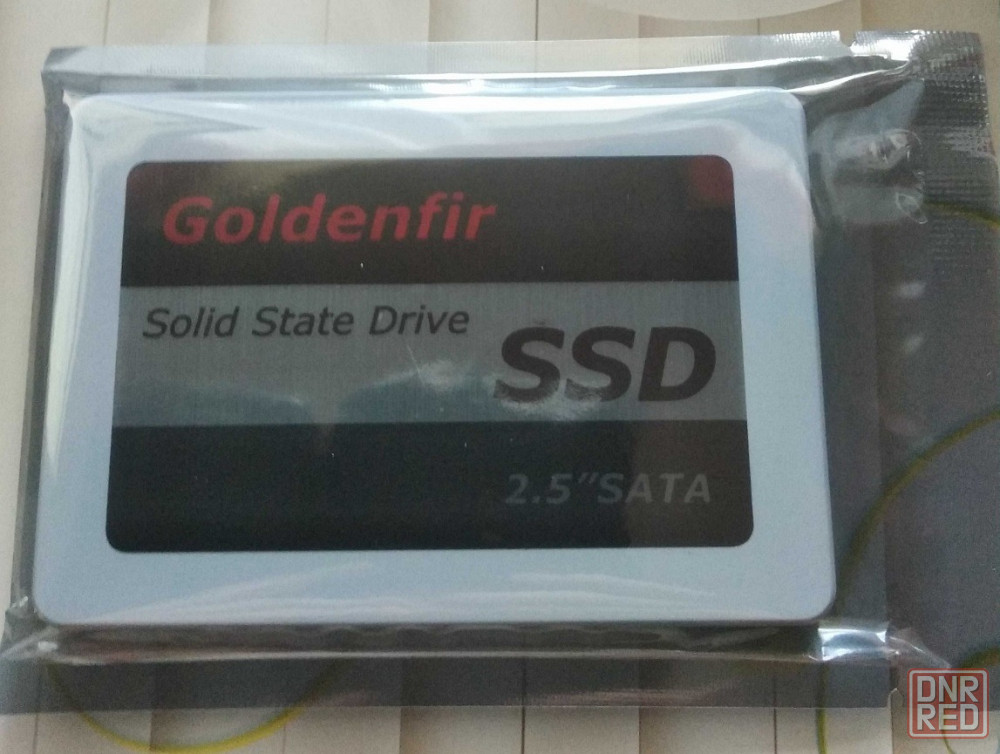 Goldenfir
Solid State Drive
SSD
2.5"SATA
DNR
RED